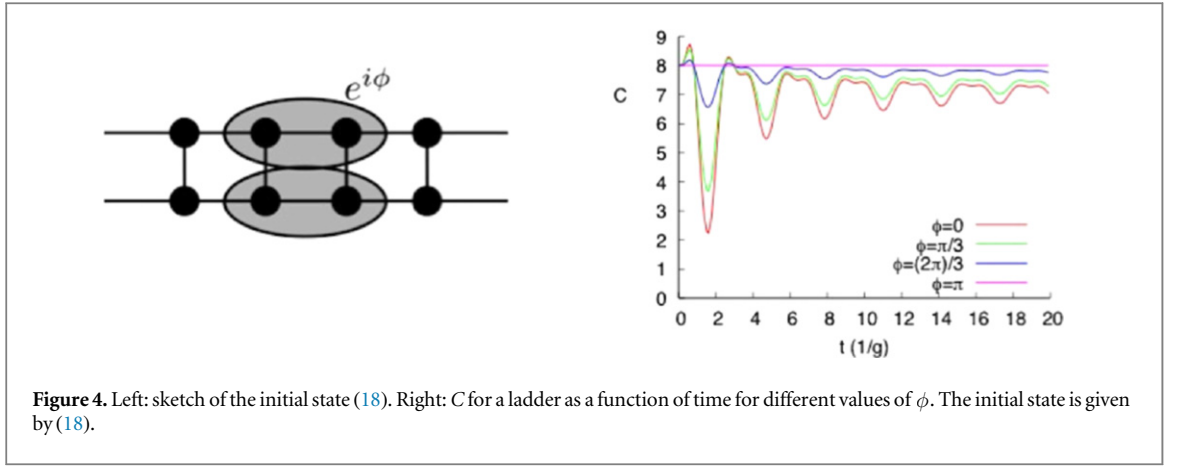 e^{iϕ}
C
9
8
7
6
5
4
3
2
1
0
ϕ=0
ϕ=π/3
ϕ=(2π)/3
ϕ=π
0 2 4 6 8 10 12 14 16 18 20
t (1/g)
Figure 4. Left: sketch of the initial state (18). Right: C for a ladder as a function of time for different values of ϕ. The initial state is given
by (18).